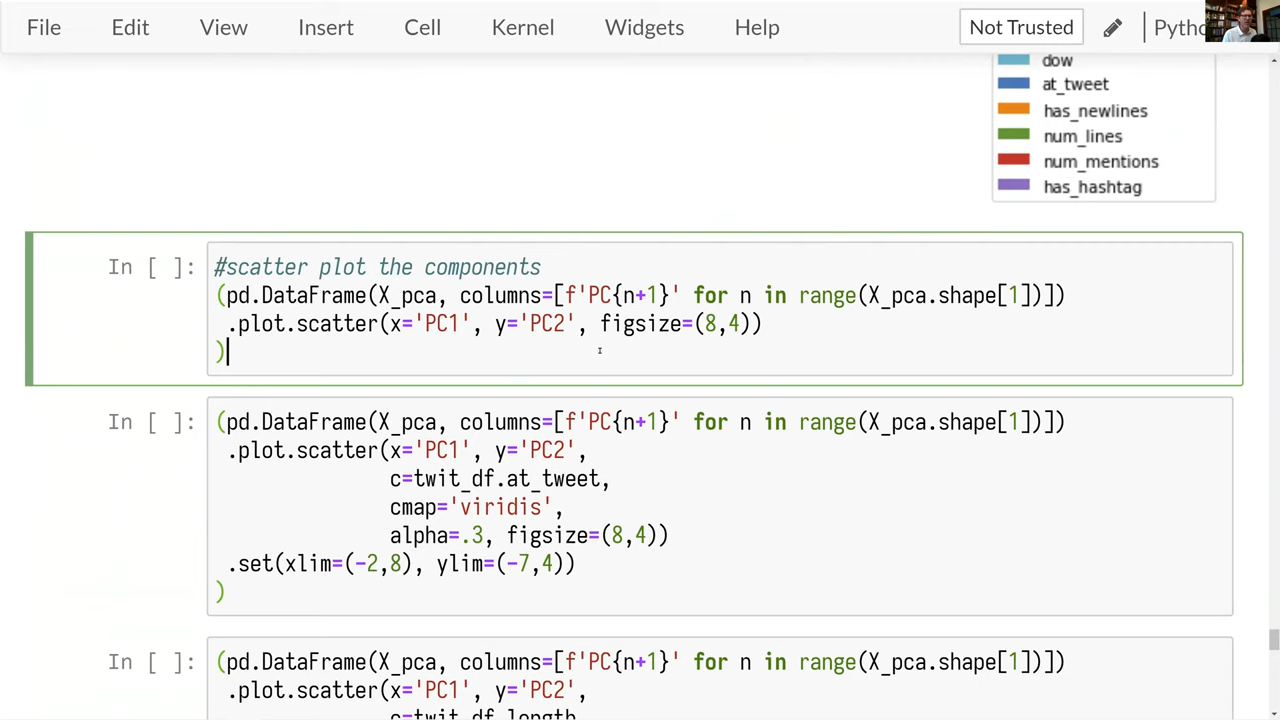 File Edit View Insert Cell Kernel Widgets Help Not Trusted
dow
at_tweet
has_newlines
num_lines
num_mentions
has_hashtag
In [ ]: #scatter plot the components
(pd.DataFrame(X_pca, columns=[f'PC{n+1}' for n in range(X_pca.shape[1])])
.plot.scatter(x='PC1', y='PC2', figsize=(8,4))
)
In [ ]: (pd.DataFrame(X_pca, columns=[f'PC{n+1}' for n in range(X_pca.shape[1])])
.plot.scatter(x='PC1', y='PC2',
c=twit_df.at_tweet,
cmap='viridis',
alpha=.3, figsize=(8,4))
.set(xlim=(-2,8), ylim=(-7,4))
)
In [ ]: (pd.DataFrame(X_pca, columns=[f'PC{n+1}' for n in range(X_pca.shape[1])])
.plot.scatter(x='PC1', y='PC2',
c=twit_df.length